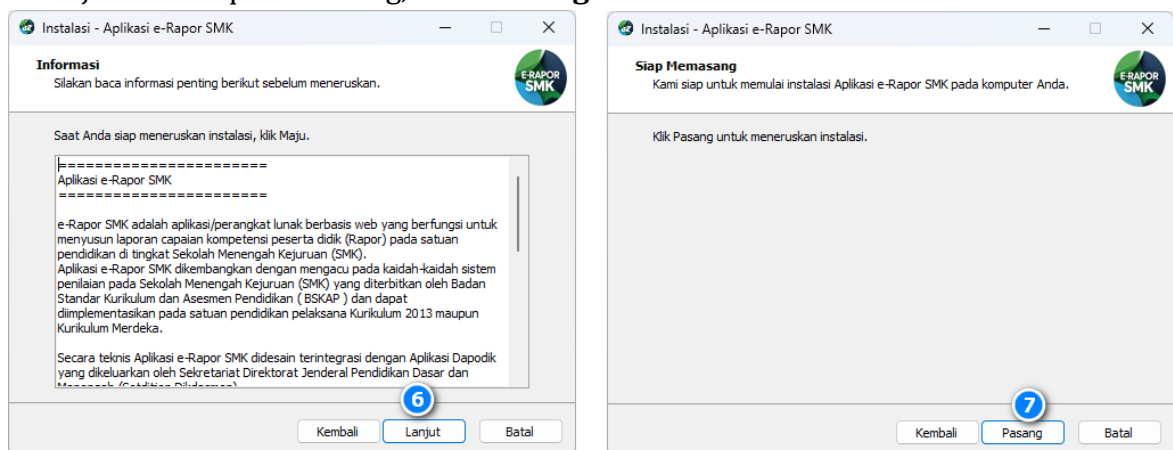 Instalasi - Aplikasi e-Rapor SMK
Informasi
Silakan baca informasi penting berikut sebelum meneruskan.
E-RAPOR
SMK
Saat Anda siap meneruskan instalasi, klik Maju.
=======================
Aplikasi e-Rapor SMK
=======================
e-Rapor SMK adalah aplikasi/perangkat lunak berbasis web yang berfungsi untuk
menyusun laporan capaian kompetensi peserta didik (Rapor) pada satuan
pendidikan di tingkat Sekolah Menengah Kejuruan (SMK).
Aplikasi e-Rapor SMK dikembangkan dengan mengacu pada kaidah-kaidah sistem
penilaian pada Sekolah Menengah Kejuruan (SMK) yang diterbitkan oleh Badan
Standar Kurikulum dan Asesmen Pendidikan ( BSKAP ) dan dapat
diimplementasikan pada satuan pendidikan pelaksana Kurikulum 2013 maupun
Kurikulum Merdeka.
Secara teknis Aplikasi e-Rapor SMK didesain terintegrasi dengan Aplikasi Dapodik
yang dikeluarkan oleh Sekretariat Direktorat Jenderal Pendidikan Dasar dan
6
Kembali Lanjut Batal
Instalasi - Aplikasi e-Rapor SMK
Siap Memasang
Kami siap untuk memulai instalasi Aplikasi e-Rapor SMK pada komputer Anda.
E-RAPOR
SMK
Klik Pasang untuk meneruskan instalasi.
7
Kembali Pasang Batal